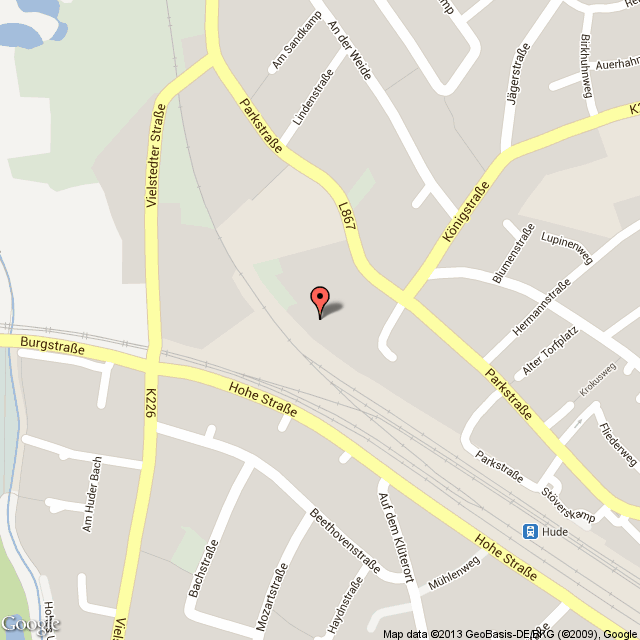 Am Sandkamp
An der Weide
Jägerstraße
Birkhuhnweg
Auerhahn
Lindenstraße
Parkstraße
Vielstedter Straße
L867
Königstraße
Blumenstraße
Lupinenweg
Hermannstraße
Alter Torfplatz
Krokusweg
Burgstraße
K226
Hohe Straße
Parkstraße
Fliederweg
Parkstraße
Stöverskamp
Am Huder Bach
Beethovenstraße
Auf dem Klüterort
Hude
Hohe Straße
Bachstraße
Mozartstraße
Haydnstraße
Mühlenweg
Google
Map data ©2013 GeoBasis-DE/BKG (©2009), Google